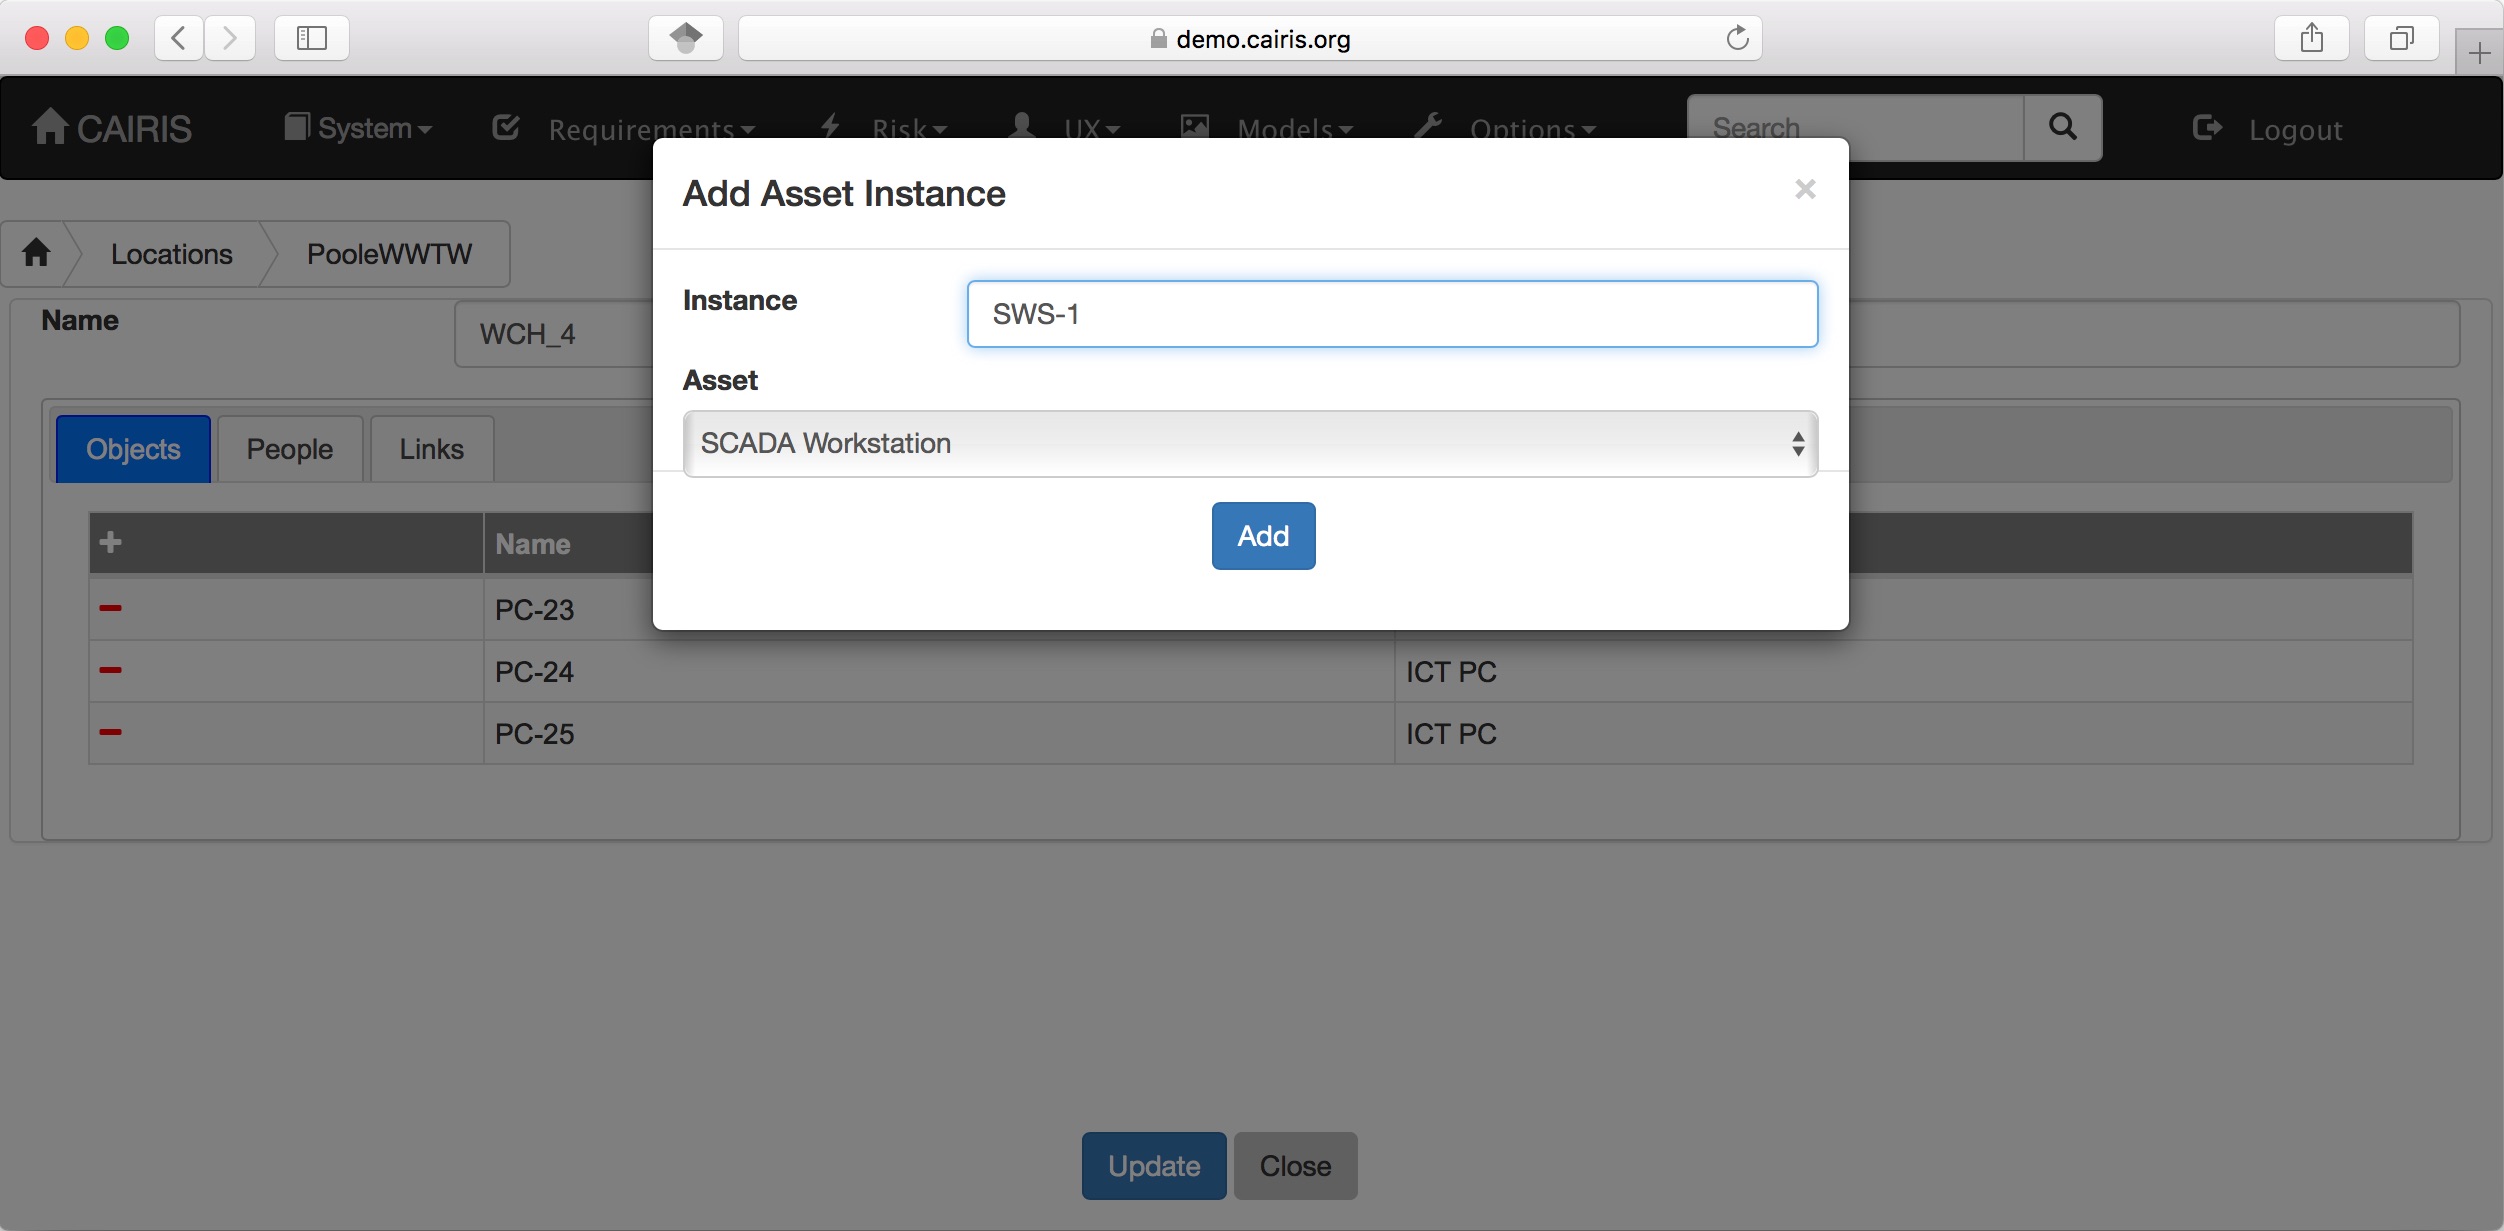 demo.cairis.org
CAIRIS System Requirements Risk UX Models Options Search Logout
Add Asset Instance ×
Locations PooleWWTW
Instance SWS-1
Name WCH_4
Asset
SCADA Workstation
Objects People Links
Add
Name
PC-23
PC-24 ICT PC
PC-25 ICT PC
Update Close